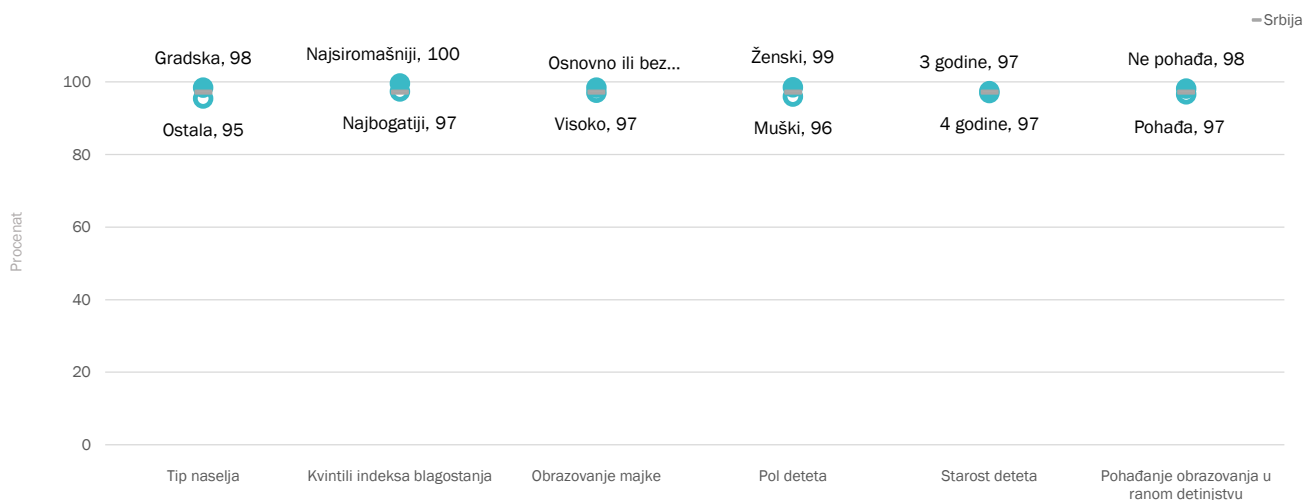 Srbija
Gradska, 98
Najsiromašniji, 100
Osnovno ili bez...
Ženski, 99
3 godine, 97
Ne pohađa, 98
Ostala, 95
Najbogatiji, 97
Visoko, 97
Muški, 96
4 godine, 97
Pohađa, 97
Procenat
100
80
60
40
20
0
Tip naselja
Kvintili indeksa blagostanja
Obrazovanje majke
Pol deteta
Starost deteta
Pohađanje obrazovanja u
ranom detinjstvu